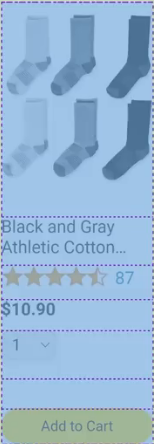 Black and Gray
Athletic Cotton...
87
$10.90
1
Add to Cart